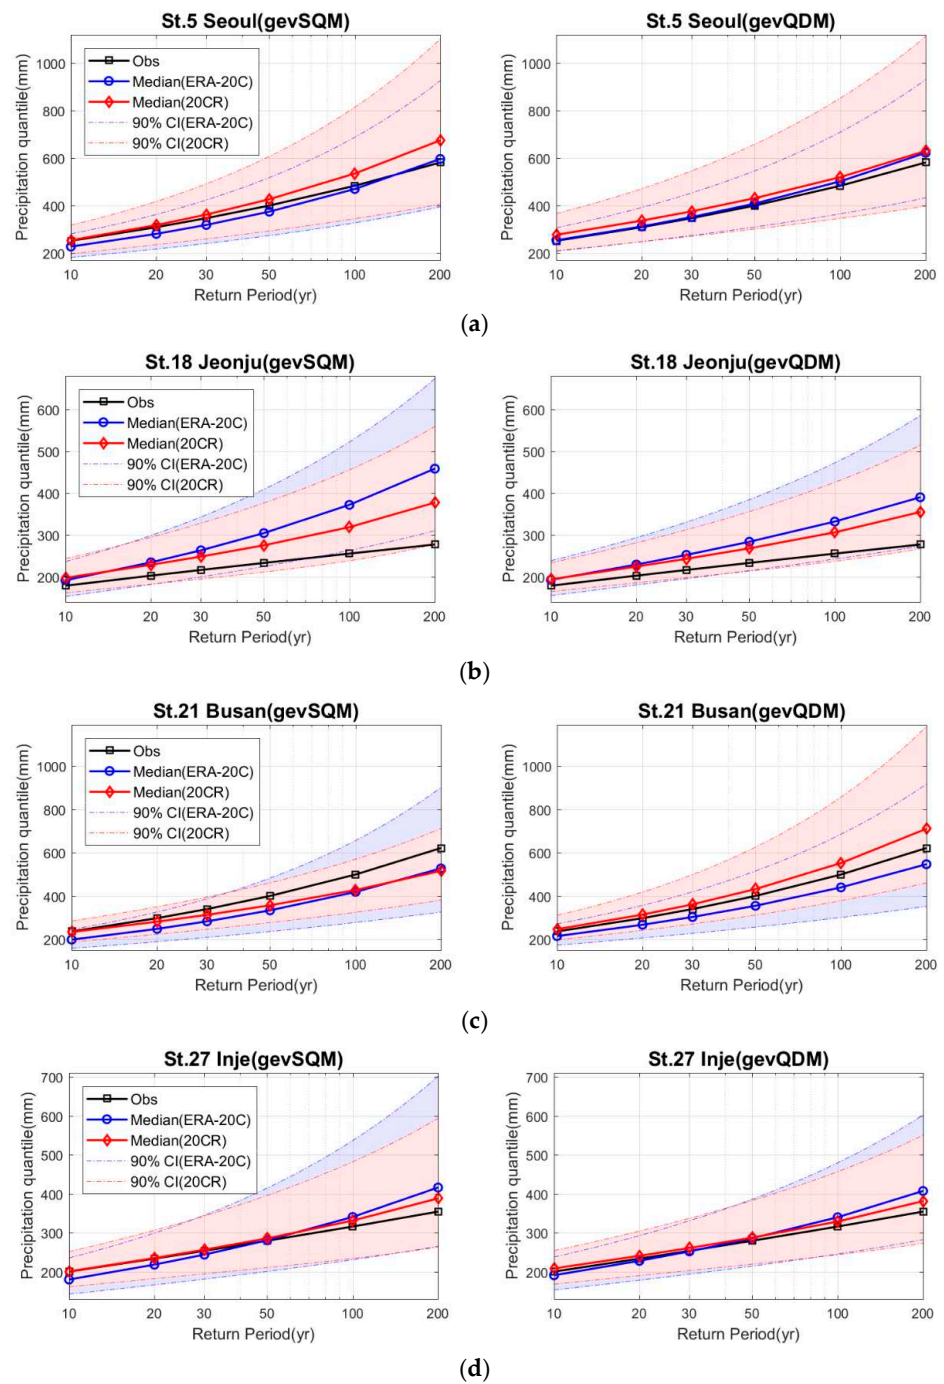 St.5 Seoul(gevSQM)
Precipitation quantile(mm)
1000
800
600
400
200
Obs
Median(ERA-20C)
Median(20CR)
90% CI(ERA-20C)
90% CI(20CR)
10 20 30 50 100 200
Return Period(yr)
St.5 Seoul(gevQDM)
Precipitation quantile(mm)
1000
800
600
400
200
10 20 30 50 100 200
Return Period(yr)
(a)
St.18 Jeonju(gevSQM)
Precipitation quantile(mm)
600
500
400
300
200
Obs
Median(ERA-20C)
Median(20CR)
90% CI(ERA-20C)
90% CI(20CR)
10 20 30 50 100 200
Return Period(yr)
St.18 Jeonju(gevQDM)
Precipitation quantile(mm)
600
500
400
300
200
10 20 30 50 100 200
Return Period(yr)
(b)
St.21 Busan(gevSQM)
Precipitation quantile(mm)
1000
800
600
400
200
Obs
Median(ERA-20C)
Median(20CR)
90% CI(ERA-20C)
90% CI(20CR)
10 20 30 50 100 200
Return Period(yr)
St.21 Busan(gevQDM)
Precipitation quantile(mm)
1000
800
600
400
200
10 20 30 50 100 200
Return Period(yr)
(c)
St.27 Inje(gevSQM)
Precipitation quantile(mm)
700
600
500
400
300
200
Obs
Median(ERA-20C)
Median(20CR)
90% CI(ERA-20C)
90% CI(20CR)
10 20 30 50 100 200
Return Period(yr)
St.27 Inje(gevQDM)
Precipitation quantile(mm)
700
600
500
400
300
200
10 20 30 50 100 200
Return Period(yr)
(d)